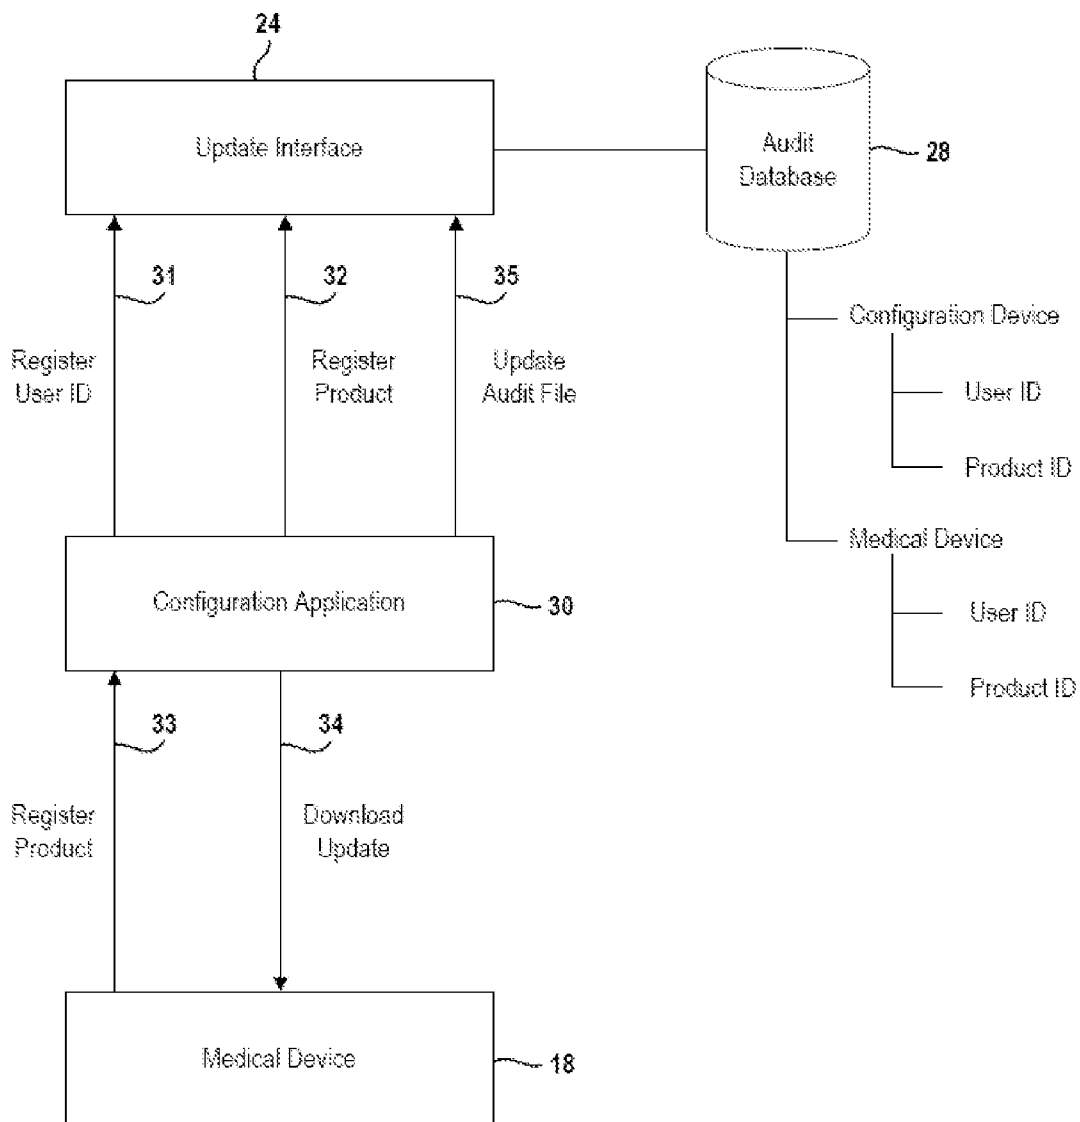 24
Update Interface
Audit
Database
28
31
32
35
Register
User ID
Register
Product
Update
Audit File
Configuration Device
User ID
Product ID
Medical Device
User ID
Product ID
Configuration Application
30
33
34
Register
Product
Download
Update
Medical Device
18